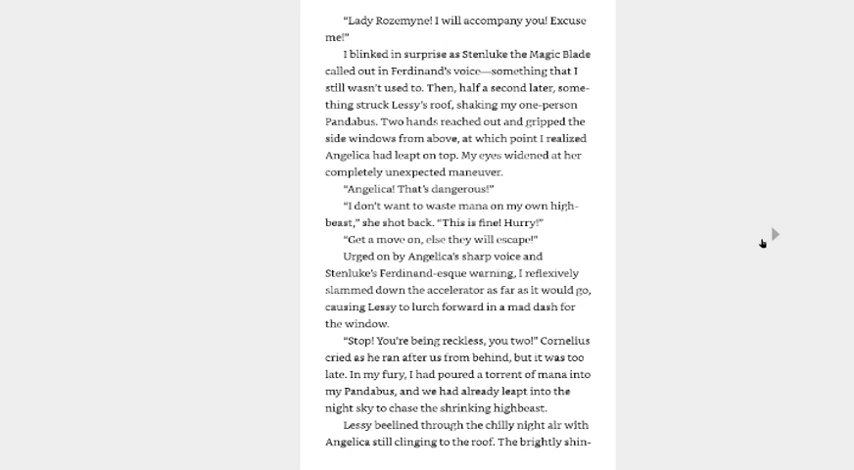 “Lady Rozemyne! I will accompany you! Excuse
me!”
I blinked in surprise as Stenluke the Magic Blade
called out in Ferdinand’s voice—something that I
still wasn’t used to. Then, half a second later, some-
thing struck Lessy’s roof, shaking my one-person
Pandabus. Two hands reached out and gripped the
side windows from above, at which point I realized
Angelica had leapt on top. My eyes widened at her
completely unexpected maneuver.
“Angelica! That’s dangerous!”
“I don’t want to waste mana on my own high-
beast,” she shot back. “This is fine! Hurry!”
“Get a move on, else they will escape!”
Urged on by Angelica’s sharp voice and
Stenluke’s Ferdinand-esque warning, I reflexively
slammed down the accelerator as far as it would go,
causing Lessy to lurch forward in a mad dash for
the window.
“Stop! You’re being reckless, you two!” Cornelius
cried as he ran after us from behind, but it was too
late. In my fury, I had poured a torrent of mana into
my Pandabus, and we had already leapt into the
night sky to chase the shrinking highbeast.
Lessy beelined through the chilly night air with
Angelica still clinging to the roof. The brightly shin-